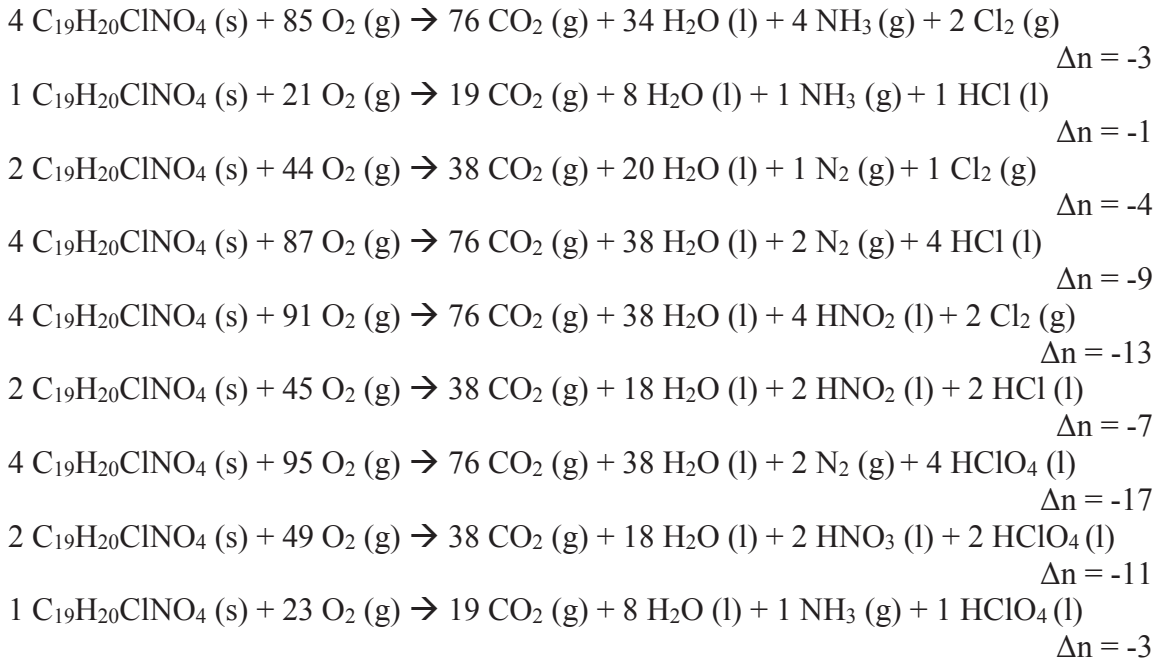 4 C₁₉H₂₀ClNO₄ (s) + 85 O₂ (g) → 76 CO₂ (g) + 34 H₂O (l) + 4 NH₃ (g) + 2 Cl₂ (g)
Δn = -3
1 C₁₉H₂₀ClNO₄ (s) + 21 O₂ (g) → 19 CO₂ (g) + 8 H₂O (l) + 1 NH₃ (g) + 1 HCl (l)
Δn = -1
2 C₁₉H₂₀ClNO₄ (s) + 44 O₂ (g) → 38 CO₂ (g) + 20 H₂O (l) + 1 N₂ (g) + 1 Cl₂ (g)
Δn = -4
4 C₁₉H₂₀ClNO₄ (s) + 87 O₂ (g) → 76 CO₂ (g) + 38 H₂O (l) + 2 N₂ (g) + 4 HCl (l)
Δn = -9
4 C₁₉H₂₀ClNO₄ (s) + 91 O₂ (g) → 76 CO₂ (g) + 38 H₂O (l) + 4 HNO₂ (l) + 2 Cl₂ (g)
Δn = -13
2 C₁₉H₂₀ClNO₄ (s) + 45 O₂ (g) → 38 CO₂ (g) + 18 H₂O (l) + 2 HNO₂ (l) + 2 HCl (l)
Δn = -7
4 C₁₉H₂₀ClNO₄ (s) + 95 O₂ (g) → 76 CO₂ (g) + 38 H₂O (l) + 2 N₂ (g) + 4 HClO₄ (l)
Δn = -17
2 C₁₉H₂₀ClNO₄ (s) + 49 O₂ (g) → 38 CO₂ (g) + 18 H₂O (l) + 2 HNO₃ (l) + 2 HClO₄ (l)
Δn = -11
1 C₁₉H₂₀ClNO₄ (s) + 23 O₂ (g) → 19 CO₂ (g) + 8 H₂O (l) + 1 NH₃ (g) + 1 HClO₄ (l)
Δn = -3